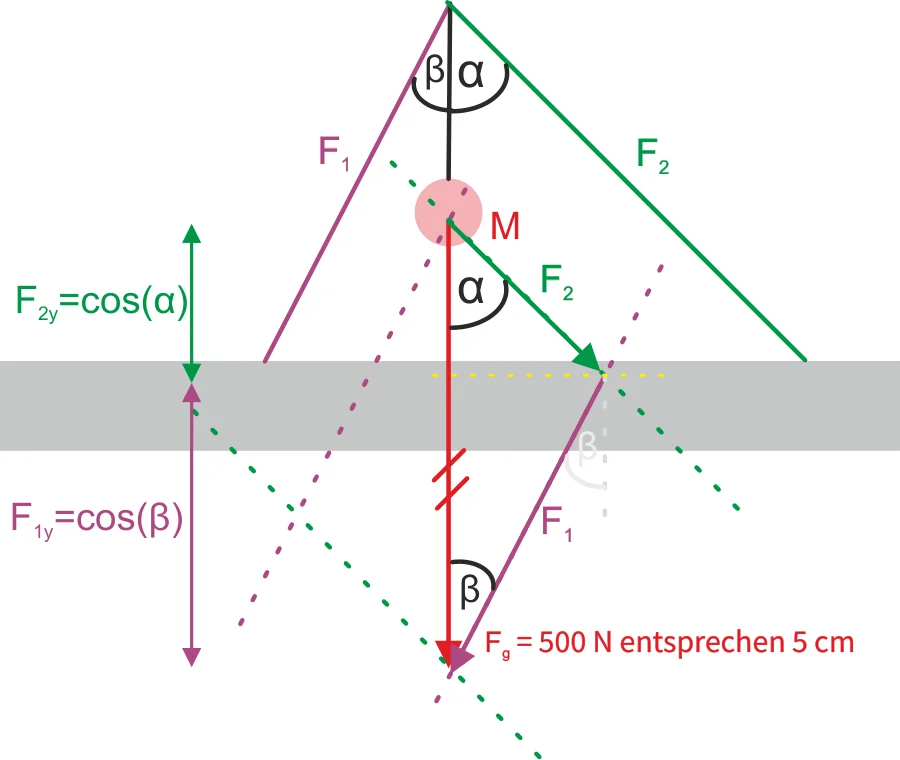 β α
F₁
F₂
M
F₂
α
F₂y=cos(α)
β
F₁y=cos(β)
F₁
β
Fg = 500 N entsprechen 5 cm